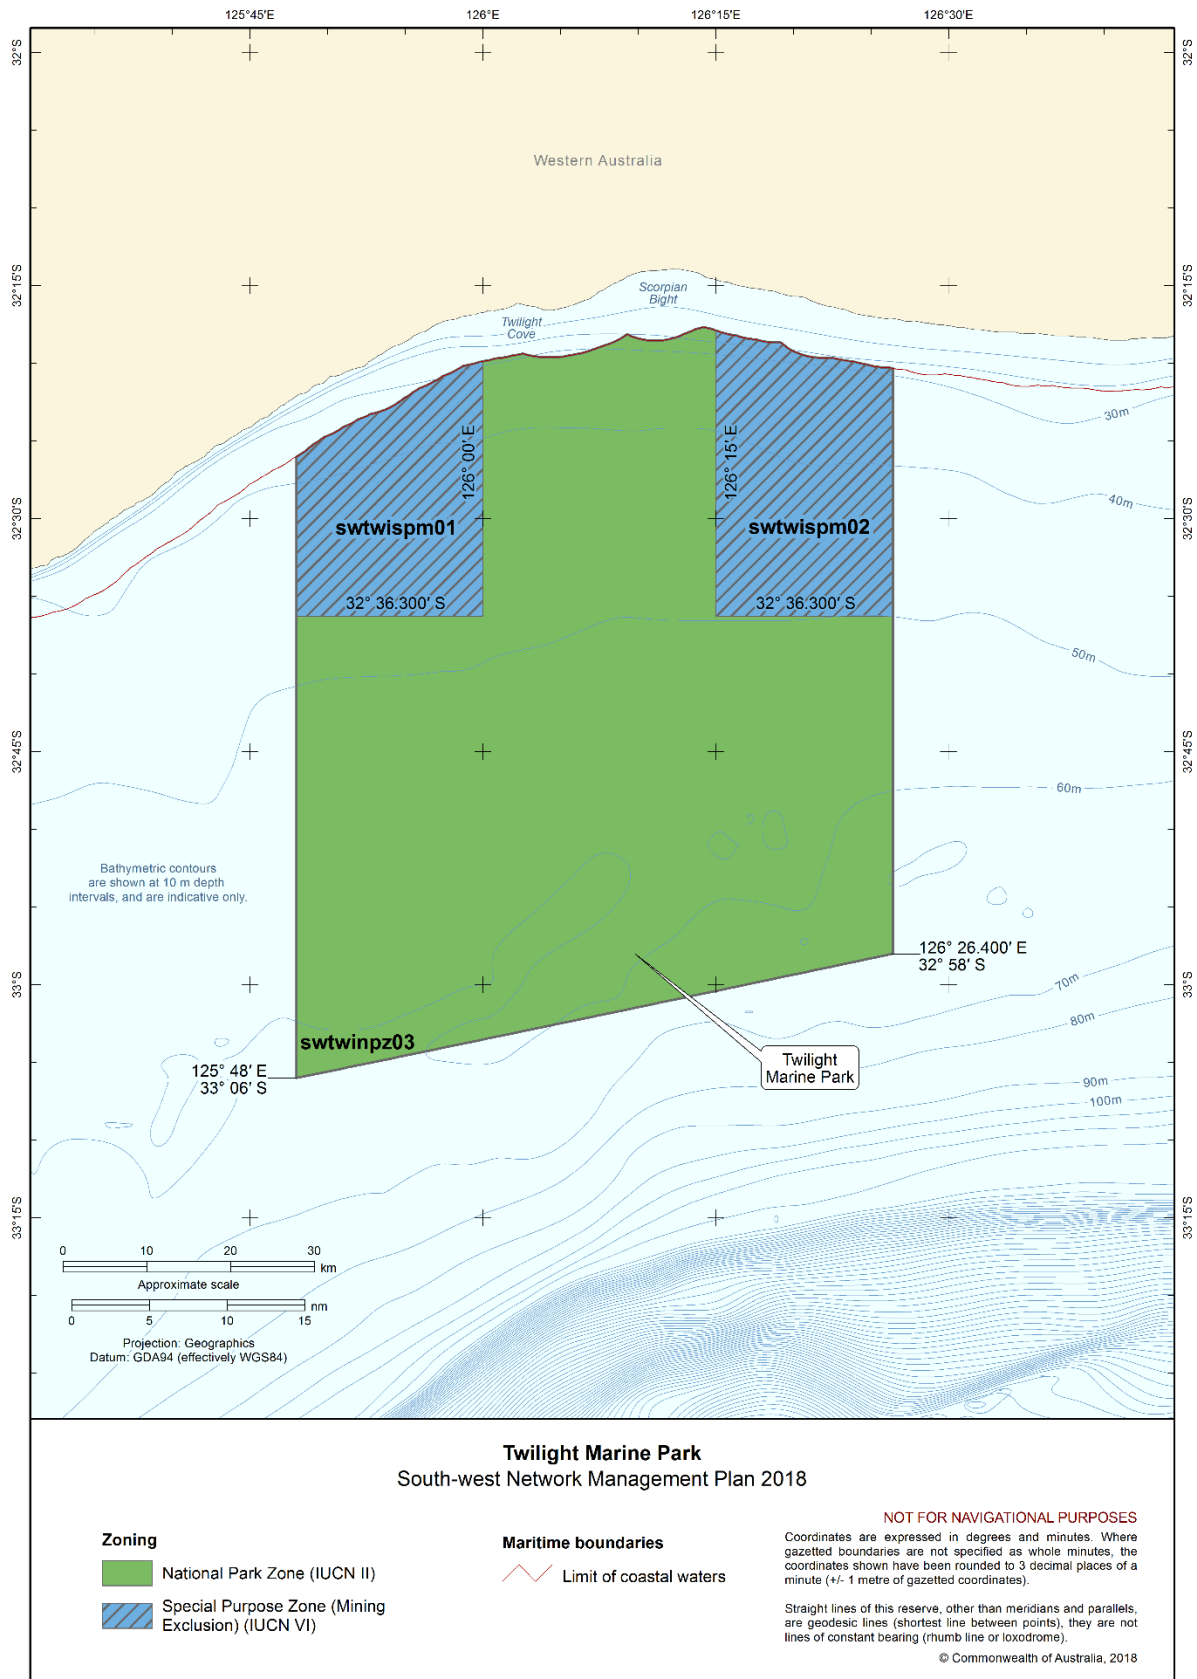 125°45'E
126°E
126°15'E
126°30'E
32°S
32°S
Western Australia
32°15'S
32°15'S
Scorpian
Bight
Twilight
Cove
30m
126° 00' E
126° 15' E
40m
32°30'S
32°30'S
swtwispm01
swtwispm02
32° 36.300' S
32° 36.300' S
50m
32°45'S
32°45'S
60m
Bathymetric contours
are shown at 10 m depth
intervals, and are indicative only.
126° 26.400' E
32° 58' S
33°S
33°S
70m
80m
swtwinpz03
Twilight
Marine Park
125° 48' E
33° 06' S
90m
100m
33°15'S
33°15'S
0 10 20 30
km
Approximate scale
nm
0 5 10 15
Projection: Geographics
Datum: GDA94 (effectively WGS84)
Twilight Marine Park
South-west Network Management Plan 2018
Zoning
National Park Zone (IUCN II)
Special Purpose Zone (Mining
Exclusion) (IUCN VI)
Maritime boundaries
Limit of coastal waters
NOT FOR NAVIGATIONAL PURPOSES
Coordinates are expressed in degrees and minutes. Where
gazetted boundaries are not specified as whole minutes, the
coordinates shown have been rounded to 3 decimal places of a
minute (+/- 1 metre of gazetted coordinates).
Straight lines of this reserve, other than meridians and parallels,
are geodesic lines (shortest line between points), they are not
lines of constant bearing (rhumb line or loxodrome).
© Commonwealth of Australia, 2018